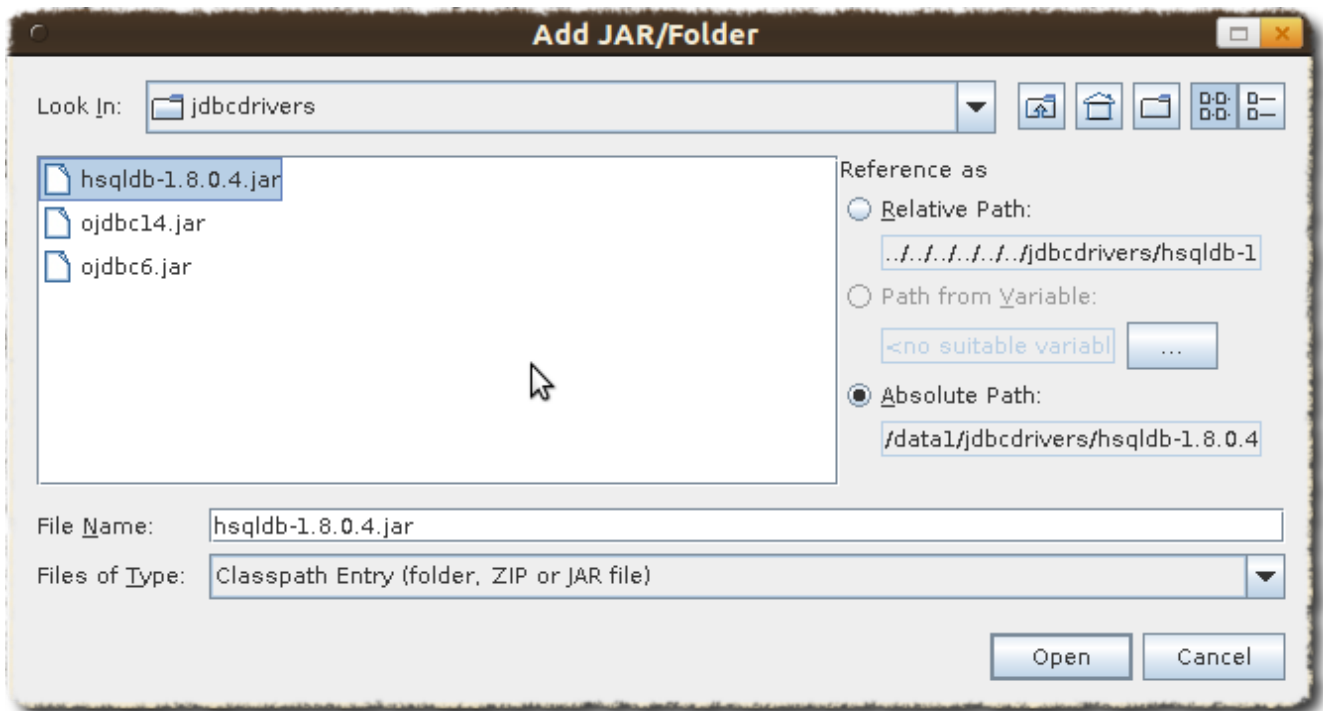 Add JAR/Folder
Look In: jdbcdrivers
hsqldb-1.8.0.4.jar
ojdbc14.jar
ojdbc6.jar
Reference as
Relative Path:
../../../../../../jdbcdrivers/hsqldb-1
Path from Variable:
<no suitable variabl ...
Absolute Path:
/data1/jdbcdrivers/hsqldb-1.8.0.4
File Name: hsqldb-1.8.0.4.jar
Files of Type: Classpath Entry (folder, ZIP or JAR file)
Open Cancel